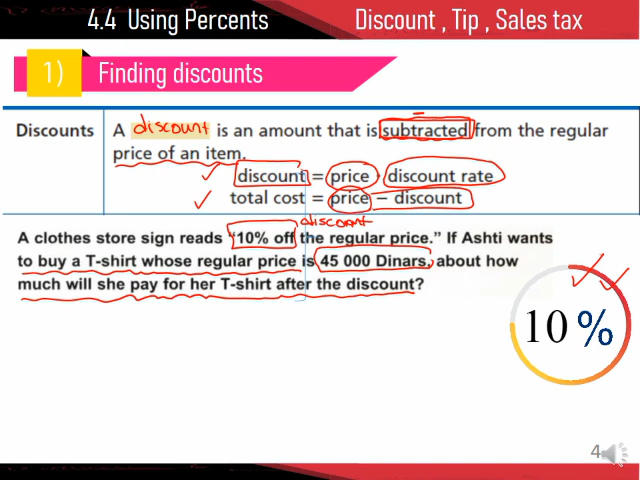 4.4 Using Percents
Discount , Tip , Sales tax
1)
Finding discounts
Discounts
A discount is an amount that is subtracted from the regular
price of an item.
discount = price · discount rate
total cost = price − discount
discount
A clothes store sign reads "10% off the regular price.” If Ashti wants
to buy a T-shirt whose regular price is 45 000 Dinars, about how
much will she pay for her T-shirt after the discount?
10 %
4